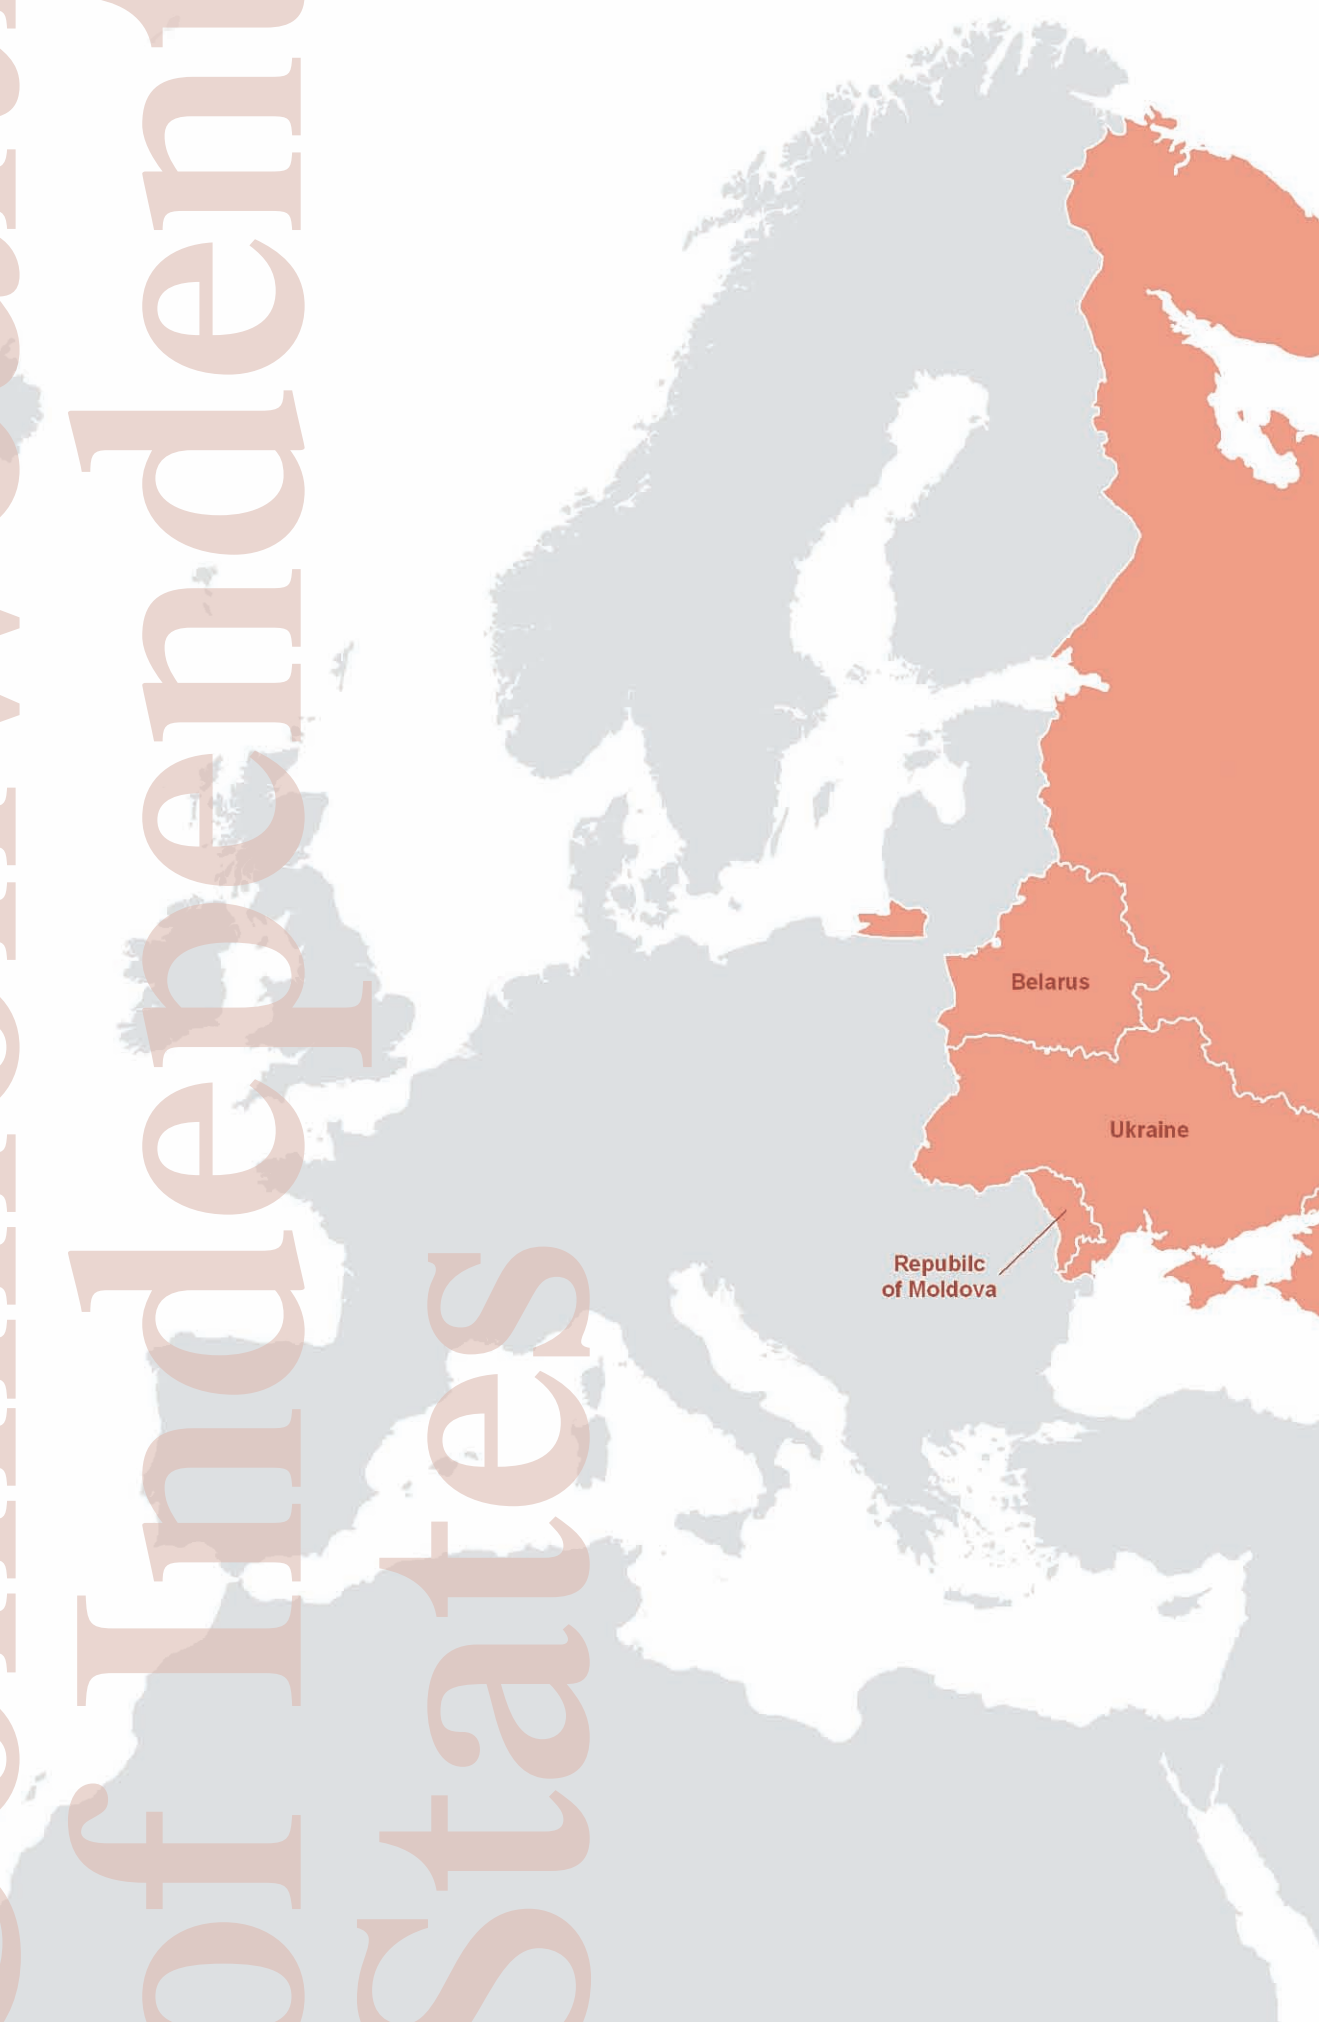 of Independent
States
Belarus
Ukraine
Repubilc
of Moldova